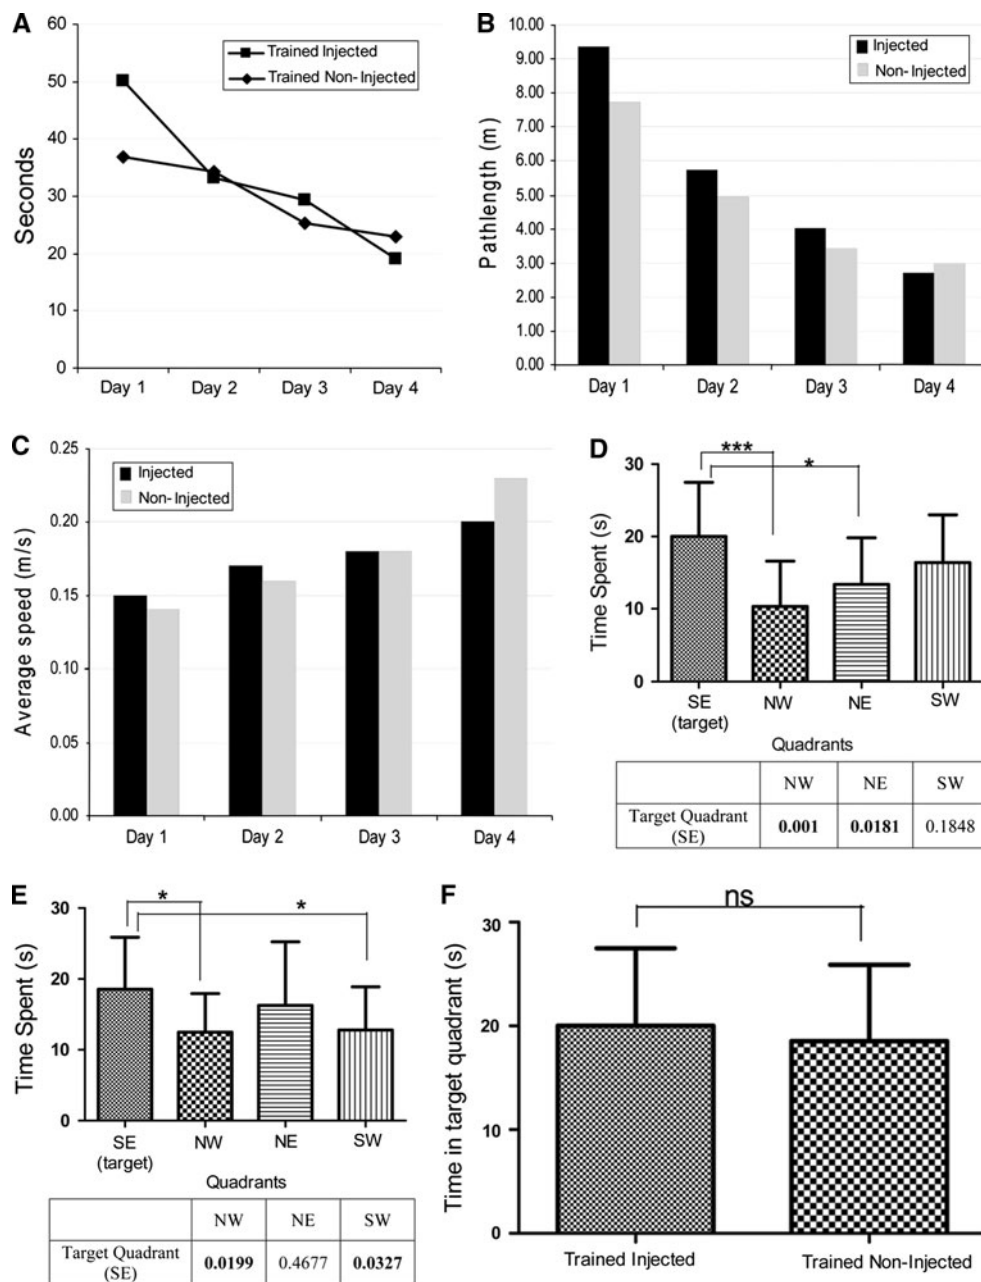 A
60
50
40
30
20
10
0
Seconds
Trained Injected
Trained Non-Injected
Day 1 Day 2 Day 3 Day 4
B
10.00
9.00
8.00
7.00
6.00
5.00
4.00
3.00
2.00
1.00
0.00
Pathlength (m)
Injected
Non-Injected
Day 1 Day 2 Day 3 Day 4
C
0.25
0.20
0.15
0.10
0.05
0.00
Average speed (m/s)
Injected
Non-Injected
Day 1 Day 2 Day 3 Day 4
D
30
20
10
0
Time Spent (s)
***
*
SE NW NE SW
(target)
Quadrants
NW NE SW
Target Quadrant 0.001 0.0181 0.1848
(SE)
E
30
20
10
0
Time Spent (s)
* *
SE NW NE SW
(target)
Quadrants
NW NE SW
Target Quadrant 0.0199 0.4677 0.0327
(SE)
F
30
20
10
0
Time in target quadrant (s)
ns
Trained Injected Trained Non-Injected